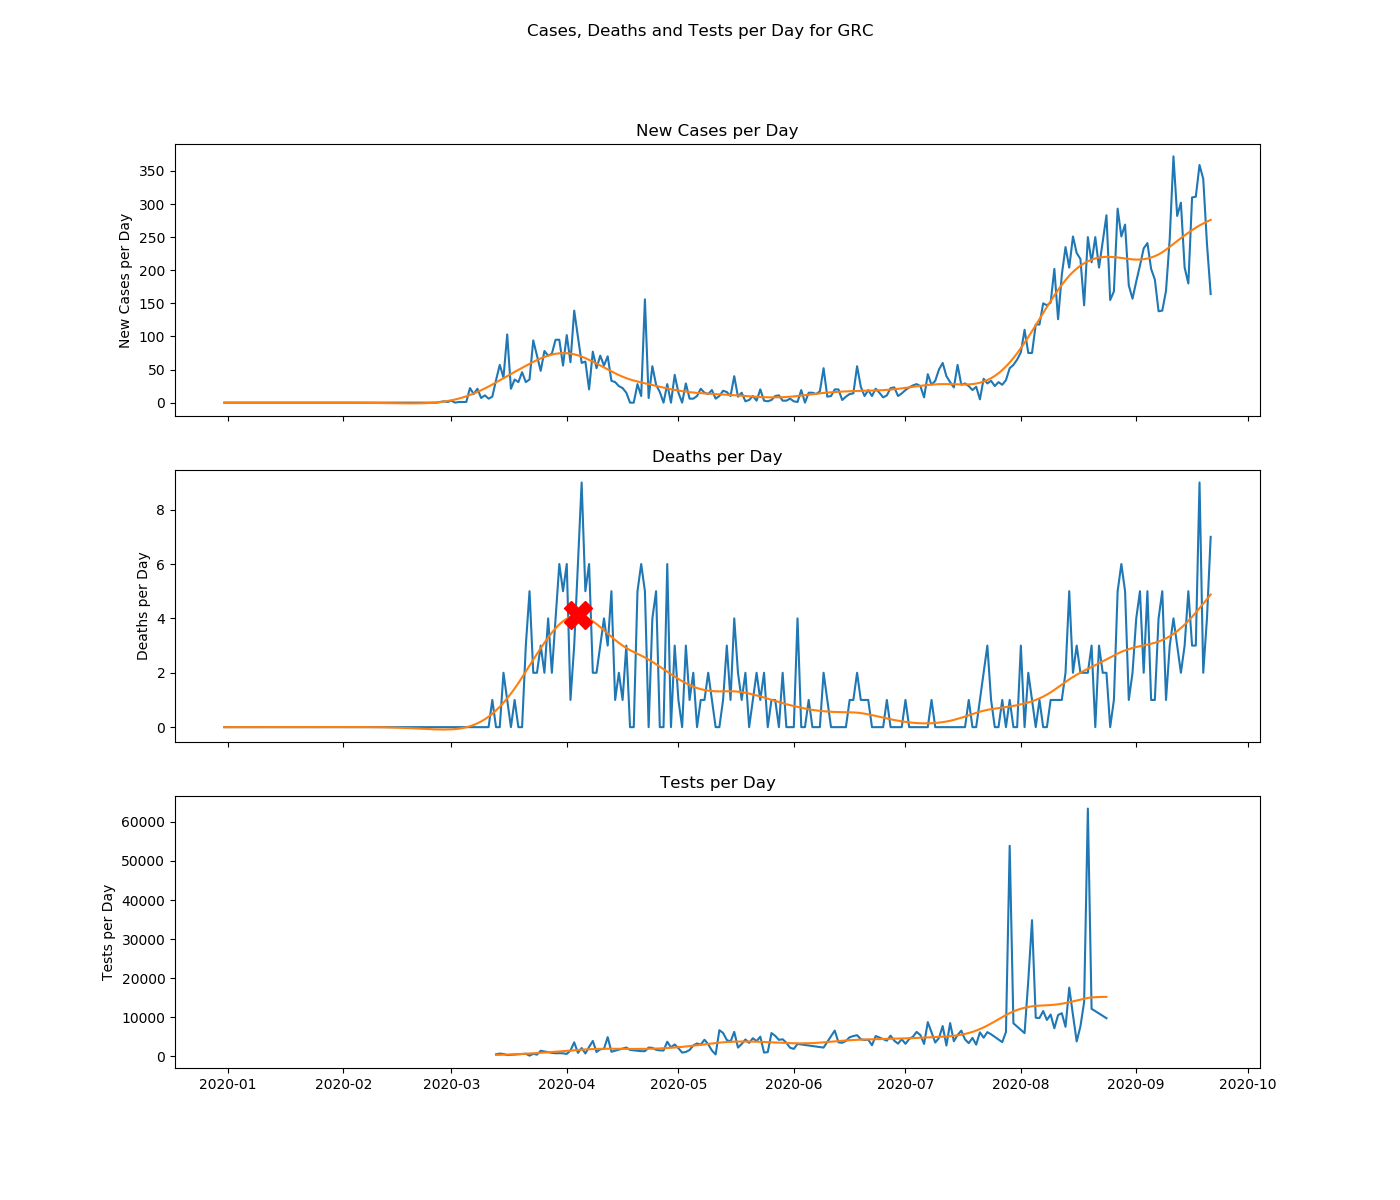 Cases, Deaths and Tests per Day for GRC
New Cases per Day
New Cases per Day
350
300
250
200
150
100
50
0
Deaths per Day
Deaths per Day
8
6
4
2
0
Tests per Day
Tests per Day
60000
50000
40000
30000
20000
10000
0
2020-01 2020-02 2020-03 2020-04 2020-05 2020-06 2020-07 2020-08 2020-09 2020-10